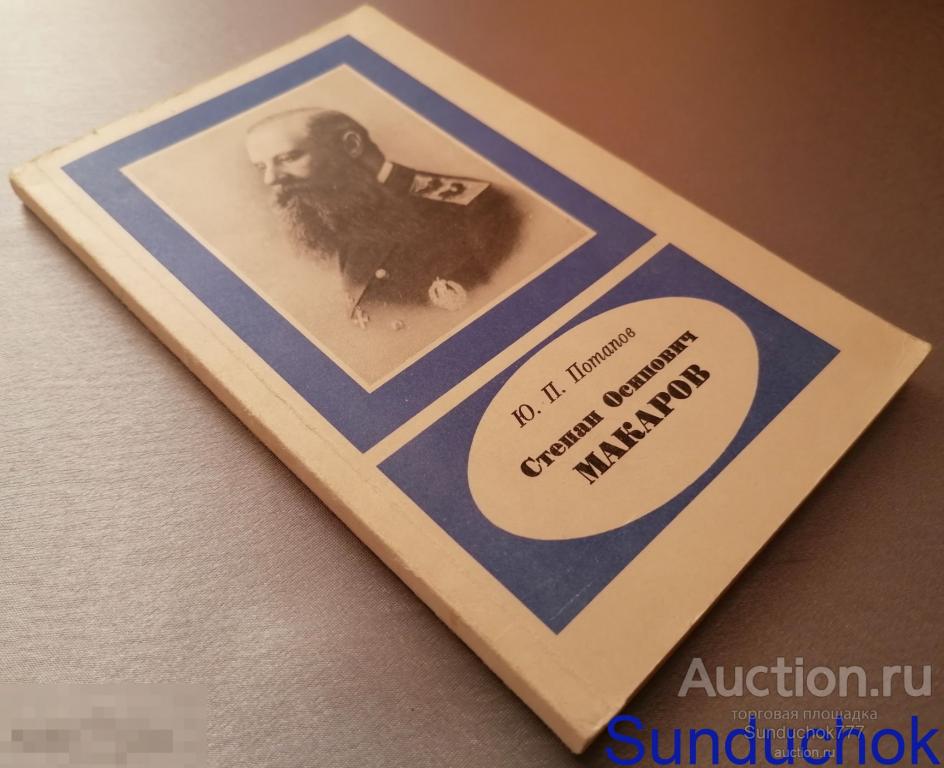 Ю. П. Потапов
Степан Осипович
МАКАРОВ
Auction.ru
торговая площадка
Sunduchok777
auction.ru
Sunduchok